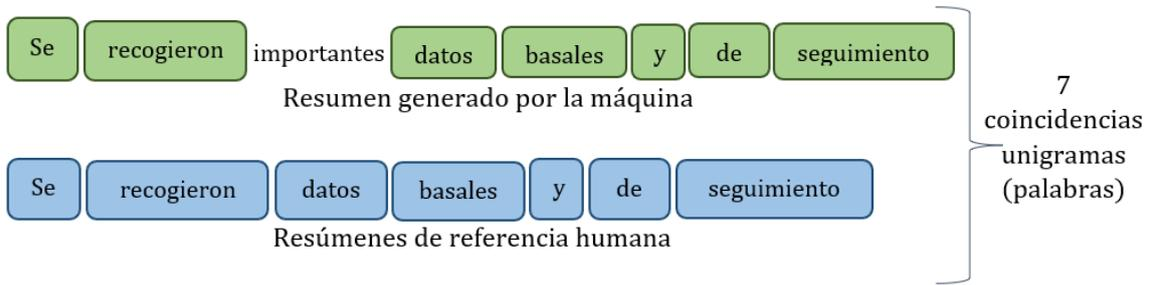 Se recogieron importantes datos basales y de seguimiento
Resumen generado por la máquina
Se recogieron datos basales y de seguimiento
Resúmenes de referencia humana
7
coincidencias
unigramas
(palabras)